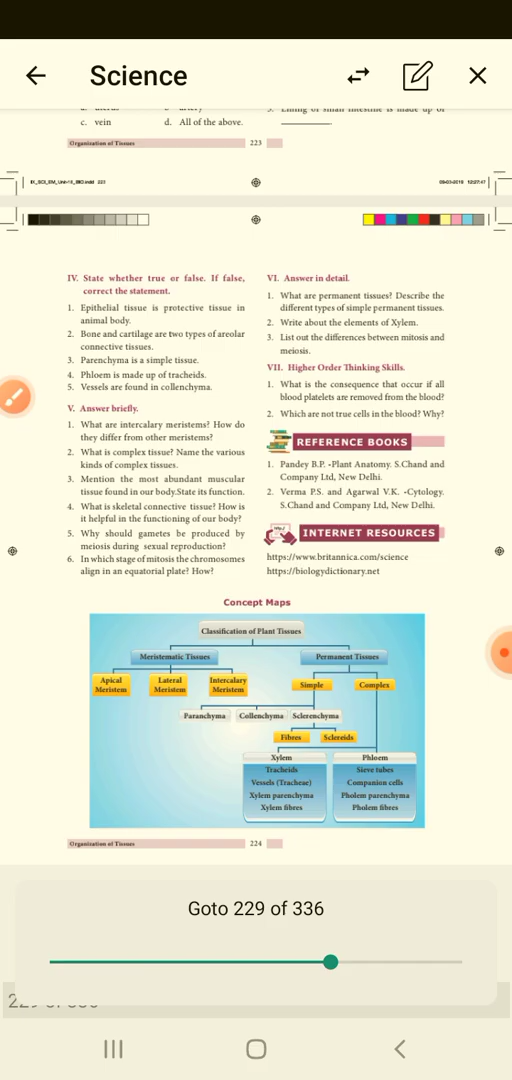 Science
c. vein d. All of the above.
Organization of Tissues 223
IV. State whether true or false. If false,
correct the statement.
1. Epithelial tissue is protective tissue in
animal body.
2. Bone and cartilage are two types of areolar
connective tissues.
3. Parenchyma is a simple tissue.
4. Phloem is made up of tracheids.
5. Vessels are found in collenchyma.
V. Answer briefly.
1. What are intercalary meristems? How do
they differ from other meristems?
2. What is complex tissue? Name the various
kinds of complex tissues.
3. Mention the most abundant muscular
tissue found in our body.State its function.
4. What is skeletal connective tissue? How is
it helpful in the functioning of our body?
5. Why should gametes be produced by
meiosis during sexual reproduction?
6. In which stage of mitosis the chromosomes
align in an equatorial plate? How?
VI. Answer in detail.
1. What are permanent tissues? Describe the
different types of simple permanent tissues.
2. Write about the elements of Xylem.
3. List out the differences between mitosis and
meiosis.
VII. Higher Order Thinking Skills.
1. What is the consequence that occur if all
blood platelets are removed from the blood?
2. Which are not true cells in the blood? Why?
REFERENCE BOOKS
1. Pandey B.P. -Plant Anatomy. S.Chand and
Company Ltd, New Delhi.
2. Verma P.S. and Agarwal V.K. -Cytology.
S.Chand and Company Ltd, New Delhi.
INTERNET RESOURCES
https://www.britannica.com/science
https://biologydictionary.net
Concept Maps
Classification of Plant Tissues
Meristematic Tissues Permanent Tissues
Apical Meristem Lateral Meristem Intercalary Meristem Simple Complex
Paranchyma Collenchyma Sclerenchyma
Fibres Sclereids
Xylem Phloem
Tracheids Sieve tubes
Vessels (Tracheae) Companion cells
Xylem parenchyma Pholem parenchyma
Xylem fibres Pholem fibres
Organization of Tissues 224
Goto 229 of 336